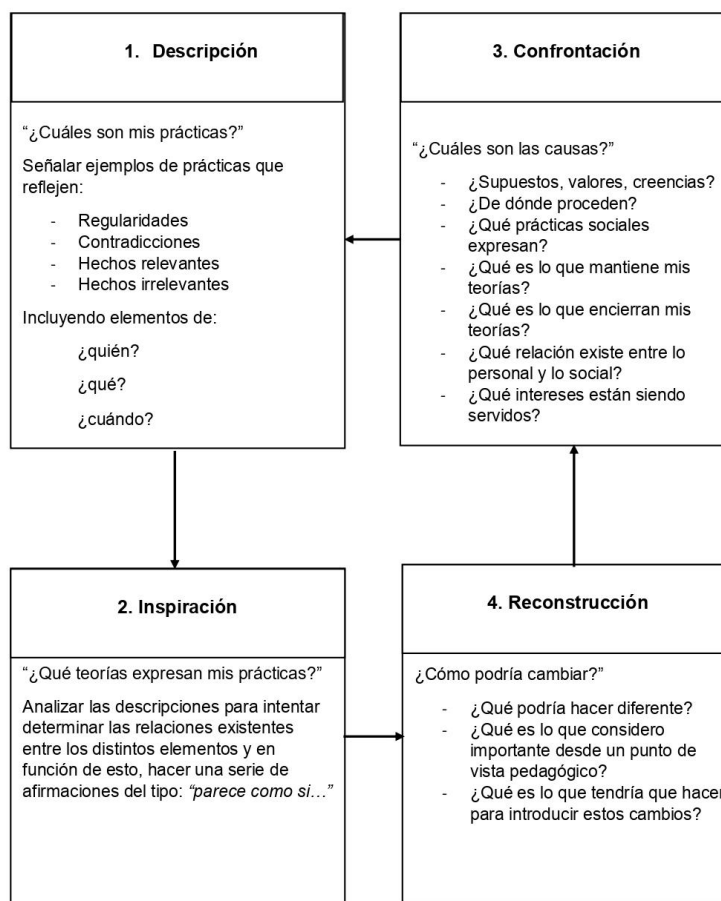 1. Descripción
“¿Cuáles son mis prácticas?”
Señalar ejemplos de prácticas que
reflejen:
- Regularidades
- Contradicciones
- Hechos relevantes
- Hechos irrelevantes
Incluyendo elementos de:
¿quién?
¿qué?
¿cuándo?
2. Inspiración
“¿Qué teorías expresan mis prácticas?”
Analizar las descripciones para intentar
determinar las relaciones existentes
entre los distintos elementos y en
función de esto, hacer una serie de
afirmaciones del tipo: “parece como si…”
3. Confrontación
“¿Cuáles son las causas?”
- ¿Supuestos, valores, creencias?
- ¿De dónde proceden?
- ¿Qué prácticas sociales
expresan?
- ¿Qué es lo que mantiene mis
teorías?
- ¿Qué es lo que encierran mis
teorías?
- ¿Qué relación existe entre lo
personal y lo social?
- ¿Qué intereses están siendo
servidos?
4. Reconstrucción
¿Cómo podría cambiar?”
- ¿Qué podría hacer diferente?
- ¿Qué es lo que considero
importante desde un punto de
vista pedagógico?
- ¿Qué es lo que tendría que hacer
para introducir estos cambios?